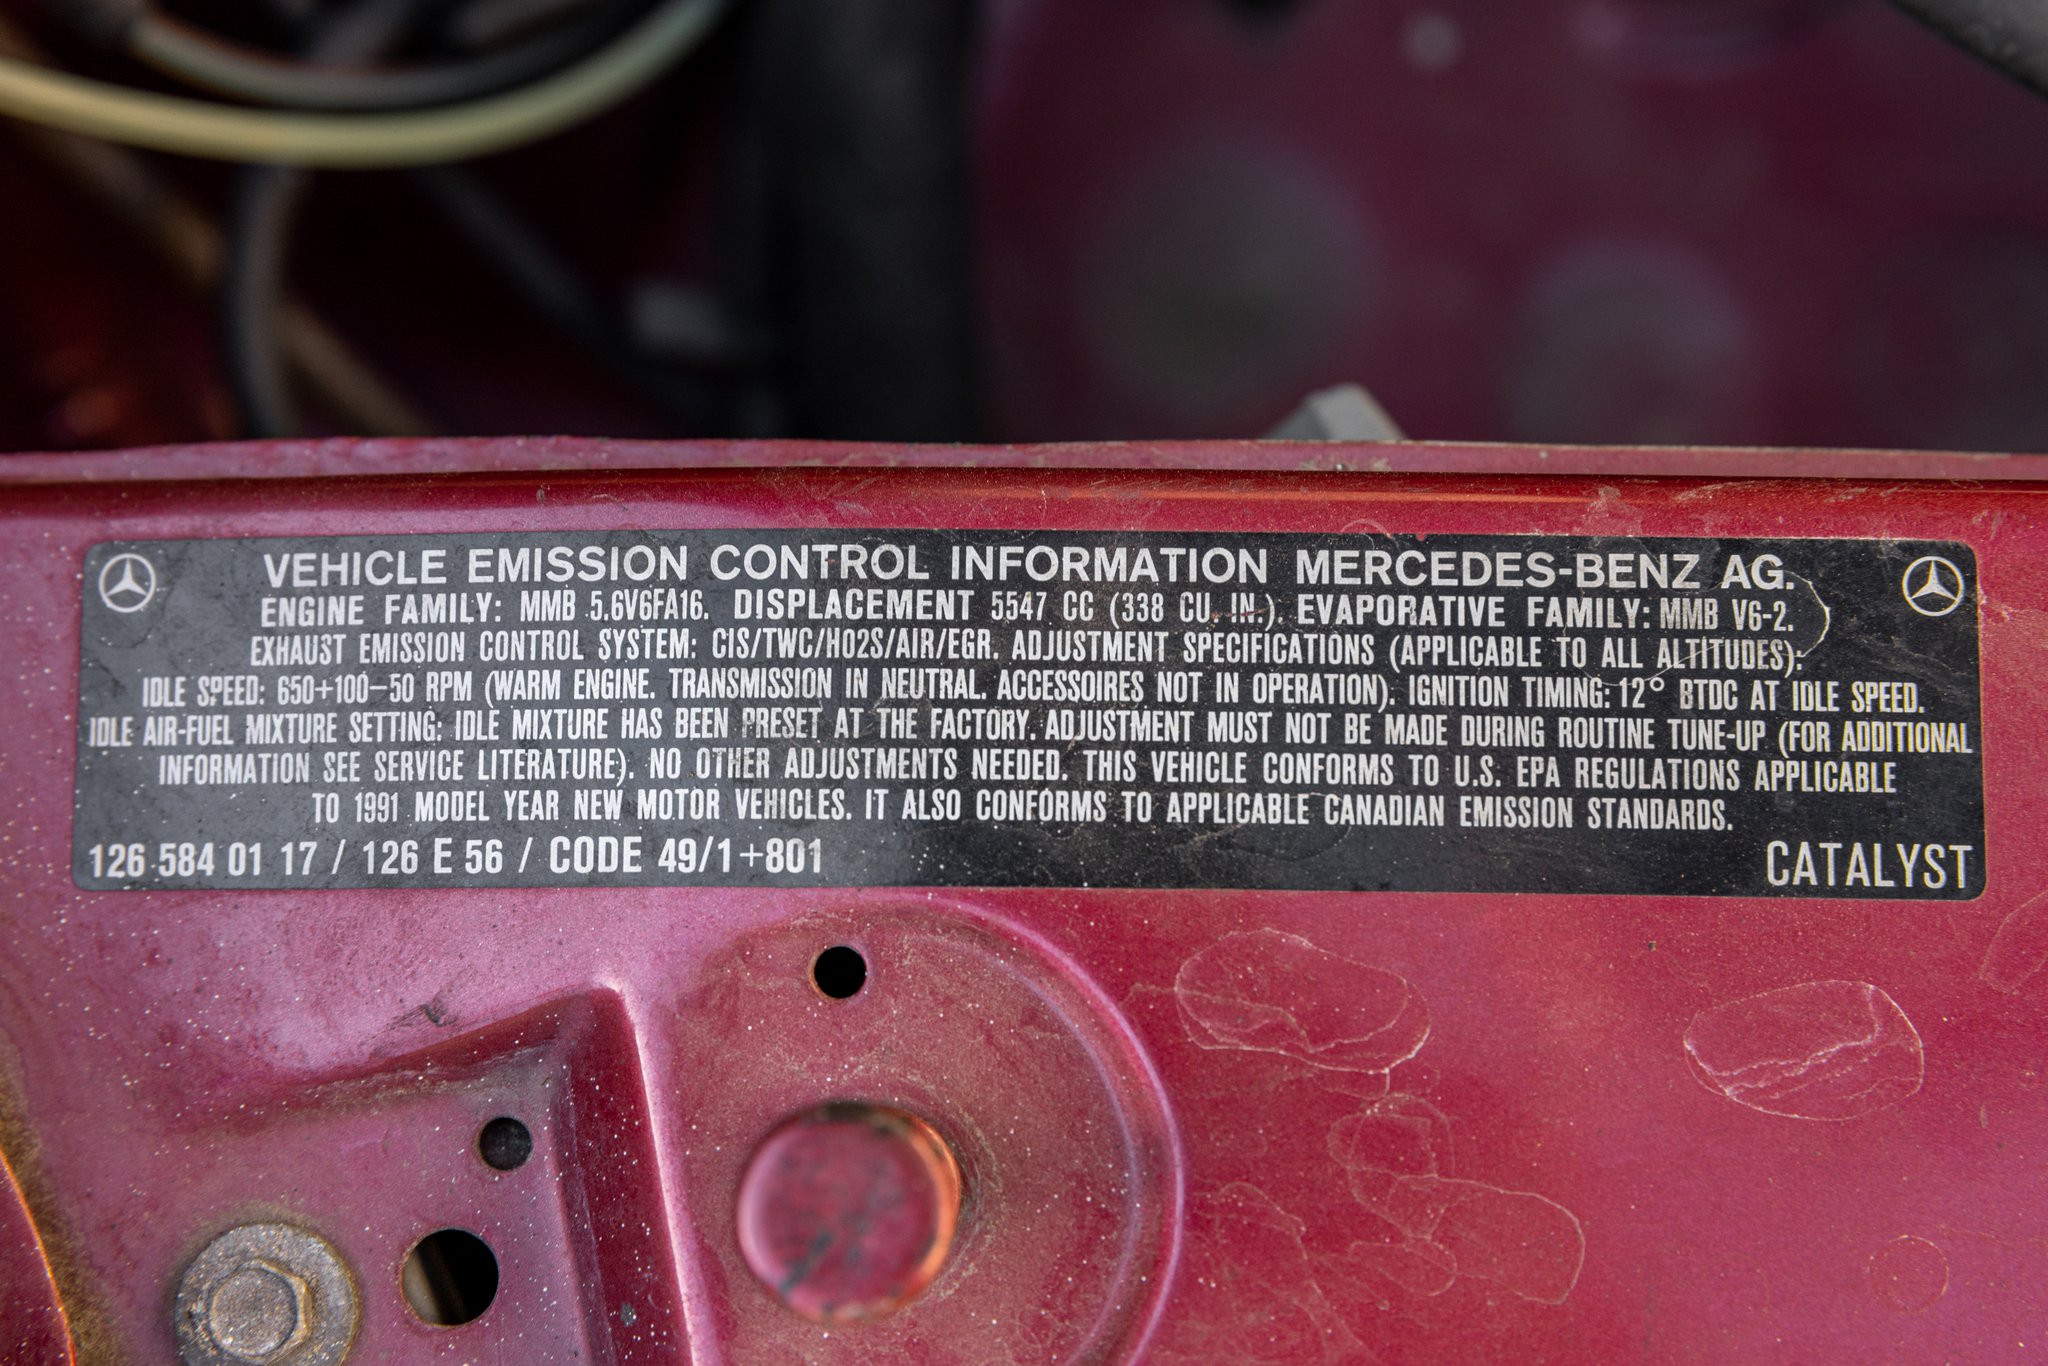 VEHICLE EMISSION CONTROL INFORMATION MERCEDES-BENZ AG.
ENGINE FAMILY: MMB 5.6V6FA16. DISPLACEMENT 5547 CC (338 CU. IN.). EVAPORATIVE FAMILY: MMB V6-2.
EXHAUST EMISSION CONTROL SYSTEM: CIS/TWC/HO2S/AIR/EGR. ADJUSTMENT SPECIFICATIONS (APPLICABLE TO ALL ALTITUDES):
IDLE SPEED: 650+100-50 RPM (WARM ENGINE. TRANSMISSION IN NEUTRAL. ACCESSOIRES NOT IN OPERATION). IGNITION TIMING: 12° BTDC AT IDLE SPEED.
IDLE AIR-FUEL MIXTURE SETTING: IDLE MIXTURE HAS BEEN PRESET AT THE FACTORY. ADJUSTMENT MUST NOT BE MADE DURING ROUTINE TUNE-UP (FOR ADDITIONAL
INFORMATION SEE SERVICE LITERATURE). NO OTHER ADJUSTMENTS NEEDED. THIS VEHICLE CONFORMS TO U.S. EPA REGULATIONS APPLICABLE
TO 1991 MODEL YEAR NEW MOTOR VEHICLES. IT ALSO CONFORMS TO APPLICABLE CANADIAN EMISSION STANDARDS.
126 584 01 17 / 126 E 56 / CODE 49/1+801
CATALYST